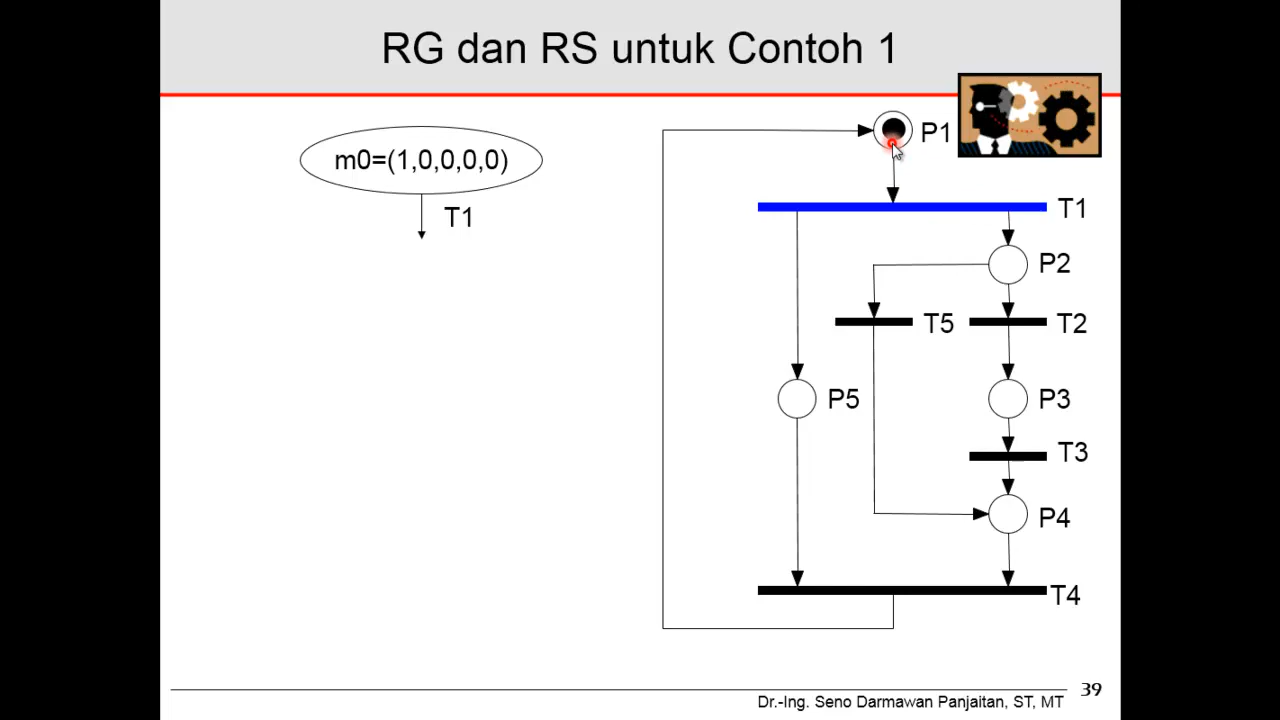 RG dan RS untuk Contoh 1
m0=(1,0,0,0,0)
T1
P1
T1
P2
T5
T2
P5
P3
T3
P4
T4
39
Dr.-Ing. Seno Darmawan Panjaitan, ST, MT